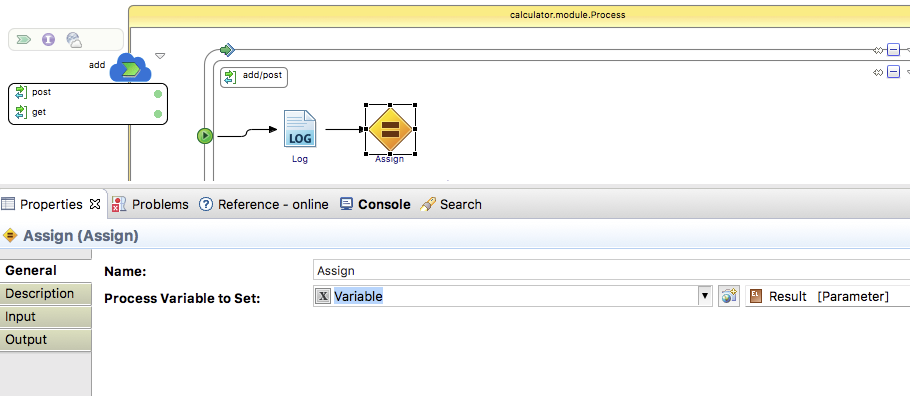 calculator.module.Process
add
post
get
add/post
LOG
Log
Assign
Properties
Problems
Reference - online
Console
Search
Assign (Assign)
General
Description
Input
Output
Name:
Assign
Process Variable to Set:
X Variable
EL Result [Parameter]